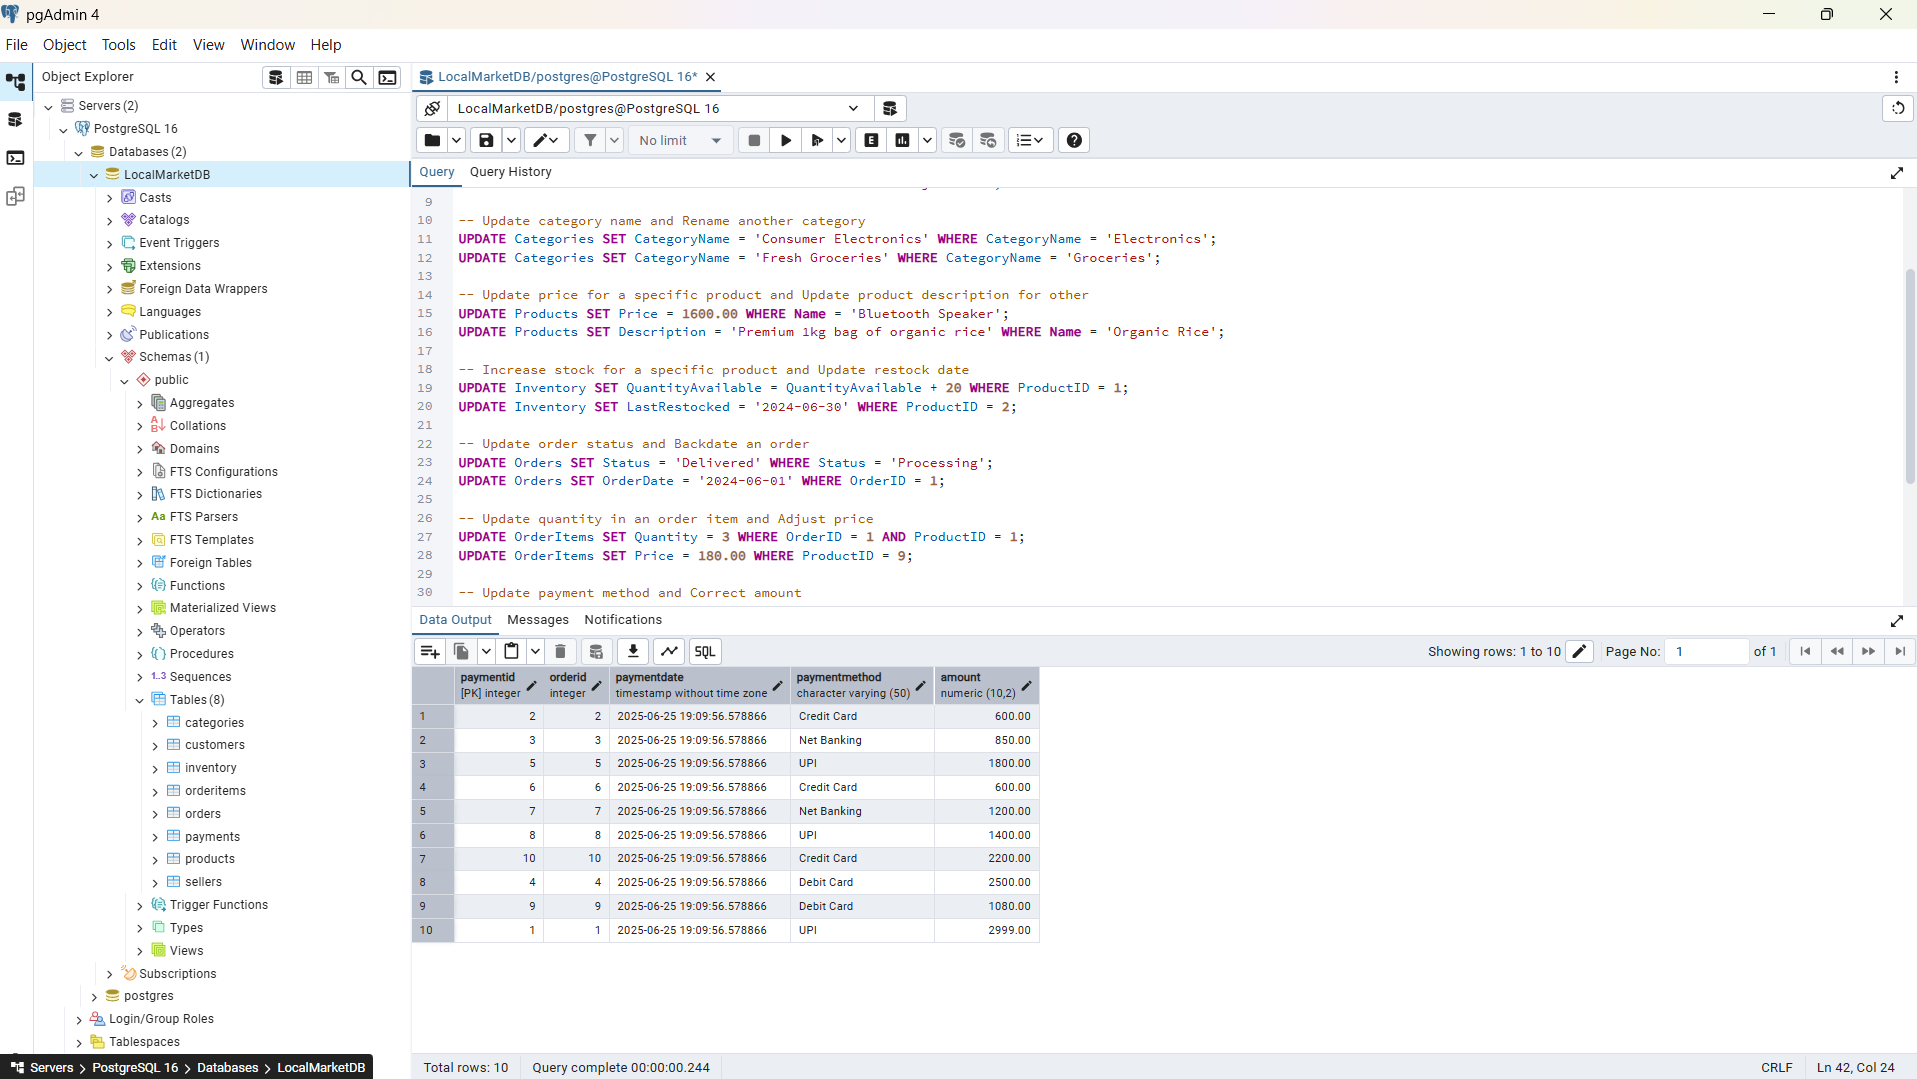 pgAdmin 4
File Object Tools Edit View Window Help
Object Explorer
Servers (2)
PostgreSQL 16
Databases (2)
LocalMarketDB
Casts
Catalogs
Event Triggers
Extensions
Foreign Data Wrappers
Languages
Publications
Schemas (1)
public
Aggregates
Collations
Domains
FTS Configurations
FTS Dictionaries
Aa FTS Parsers
FTS Templates
Foreign Tables
Functions
Materialized Views
Operators
Procedures
1..3 Sequences
Tables (8)
categories
customers
inventory
orderitems
orders
payments
products
sellers
Trigger Functions
Types
Views
Subscriptions
postgres
Login/Group Roles
Tablespaces
Servers > PostgreSQL 16 > Databases > LocalMarketDB
LocalMarketDB/postgres@PostgreSQL 16*
LocalMarketDB/postgres@PostgreSQL 16
No limit
E
Query Query History
9
10 -- Update category name and Rename another category
11 UPDATE Categories SET CategoryName = 'Consumer Electronics' WHERE CategoryName = 'Electronics';
12 UPDATE Categories SET CategoryName = 'Fresh Groceries' WHERE CategoryName = 'Groceries';
13
14 -- Update price for a specific product and Update product description for other
15 UPDATE Products SET Price = 1600.00 WHERE Name = 'Bluetooth Speaker';
16 UPDATE Products SET Description = 'Premium 1kg bag of organic rice' WHERE Name = 'Organic Rice';
17
18 -- Increase stock for a specific product and Update restock date
19 UPDATE Inventory SET QuantityAvailable = QuantityAvailable + 20 WHERE ProductID = 1;
20 UPDATE Inventory SET LastRestocked = '2024-06-30' WHERE ProductID = 2;
21
22 -- Update order status and Backdate an order
23 UPDATE Orders SET Status = 'Delivered' WHERE Status = 'Processing';
24 UPDATE Orders SET OrderDate = '2024-06-01' WHERE OrderID = 1;
25
26 -- Update quantity in an order item and Adjust price
27 UPDATE OrderItems SET Quantity = 3 WHERE OrderID = 1 AND ProductID = 1;
28 UPDATE OrderItems SET Price = 180.00 WHERE ProductID = 9;
29
30 -- Update payment method and Correct amount
Data Output Messages Notifications
SQL
Showing rows: 1 to 10 Page No: 1 of 1
paymentid orderid paymentdate paymentmethod amount
[PK] integer integer timestamp without time zone character varying (50) numeric (10,2)
1 2 2 2025-06-25 19:09:56.578866 Credit Card 600.00
2 3 3 2025-06-25 19:09:56.578866 Net Banking 850.00
3 5 5 2025-06-25 19:09:56.578866 UPI 1800.00
4 6 6 2025-06-25 19:09:56.578866 Credit Card 600.00
5 7 7 2025-06-25 19:09:56.578866 Net Banking 1200.00
6 8 8 2025-06-25 19:09:56.578866 UPI 1400.00
7 10 10 2025-06-25 19:09:56.578866 Credit Card 2200.00
8 4 4 2025-06-25 19:09:56.578866 Debit Card 2500.00
9 9 9 2025-06-25 19:09:56.578866 Debit Card 1080.00
10 1 1 2025-06-25 19:09:56.578866 UPI 2999.00
Total rows: 10 Query complete 00:00:00.244 CRLF Ln 42, Col 24